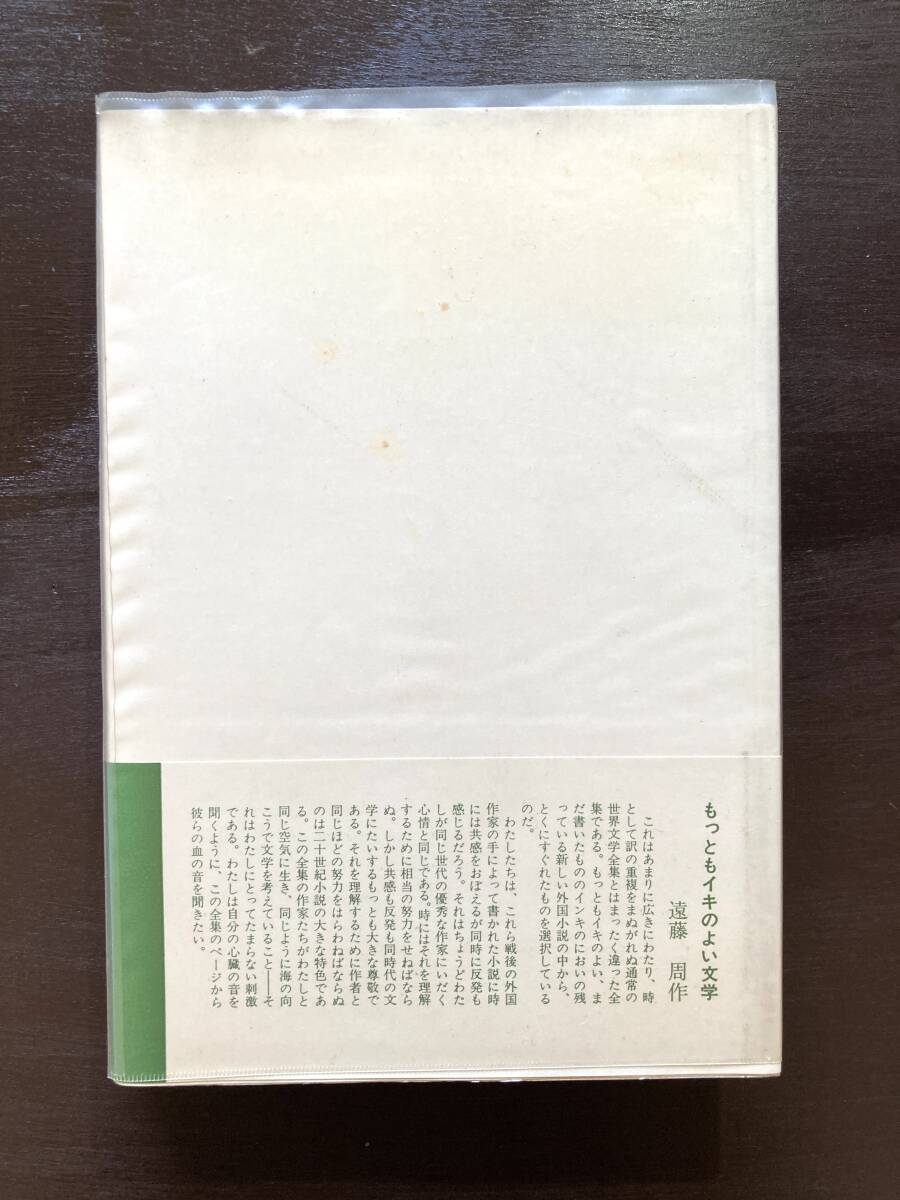 もっともイキのよい文学
遠藤　周作
　これはあまりに広きにわたり、時
として訳の重複をまぬがれぬ通常の
世界文学全集とはまったく違った全
集である。もっともイキのよい、ま
だ書いたもののインキのにおいの残
っている新しい外国小説の中から、
とくにすぐれたものを選択している
のだ。
　わたしたちは、これら戦後の外国
作家の手によって書かれた小説に時
には共感をおぼえるが同時に反発も
感じるだろう。それはちょうどわた
しが同じ世代の優秀な作家にいだく
心情と同じである。時にはそれを理解
するために相当の努力をせねばなら
ぬ。しかし共感も反発も同時代の文
学にたいするもっとも大きな尊敬で
ある。それを理解するために作者と
同じほどの努力をはらわねばならぬ
のは二十世紀小説の大きな特色であ
る。この全集の作家たちがわたしと
同じ空気に生き、同じように海の向
こうで文学を考えていること――そ
れはわたしにとってたまらない刺激
である。わたしは自分の心臓の音を
聞くように、この全集のページから
彼らの血の音を聞きたい。